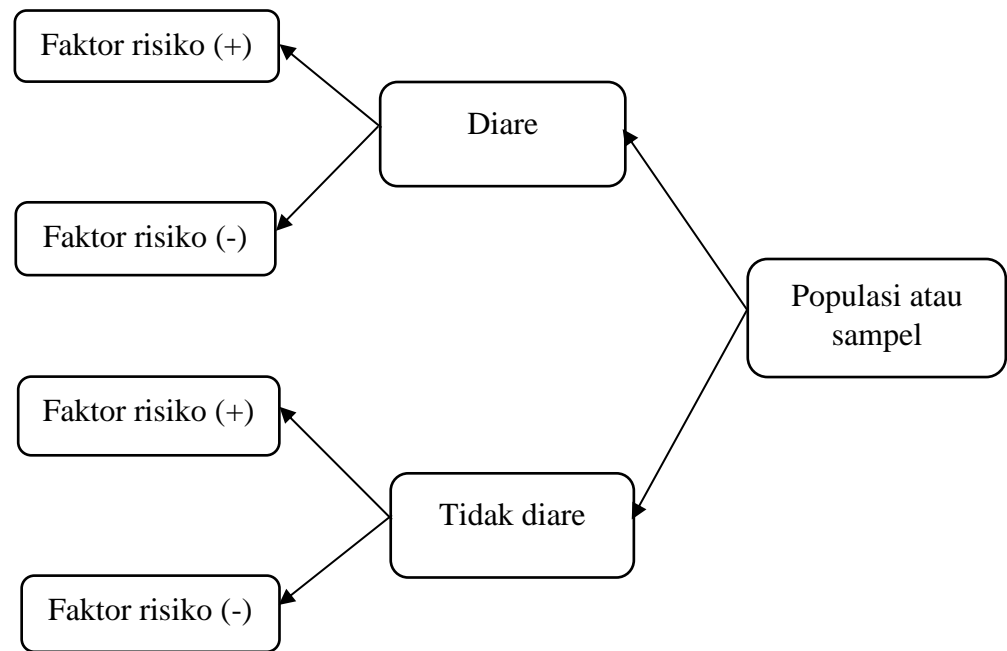 Faktor risiko (+)
Diare
Faktor risiko (-)
Populasi atau
sampel
Faktor risiko (+)
Tidak diare
Faktor risiko (-)